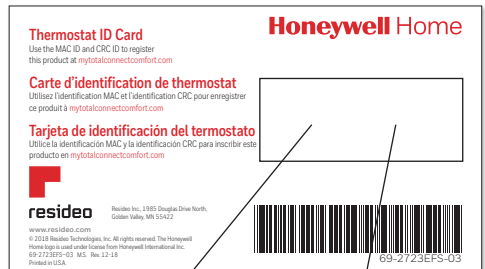 Thermostat ID Card
Use the MAC ID and CRC ID to register
this product at mytotalconnectcomfort.com
Honeywell Home
Carte d'identification de thermostat
Utilisez l'identification MAC et l'identification CRC pour enregistrer
ce produit à mytotalconnectcomfort.com
Tarjeta de identificación del termostato
Utilice la identificación MAC y la identificación CRC para inscribir este
producto en mytotalconnectcomfort.com
resideo
Resideo Inc., 1985 Douglas Drive North,
Golden Valley, MN 55422
www.resideo.com
© 2018 Resideo Technologies, Inc. All rights reserved. The Honeywell
Home logo is used under license from Honeywell International Inc.
69-2723EFS-03 M.S. Rev. 12-18
Printed in U.S.A.
69-2723EFS-03